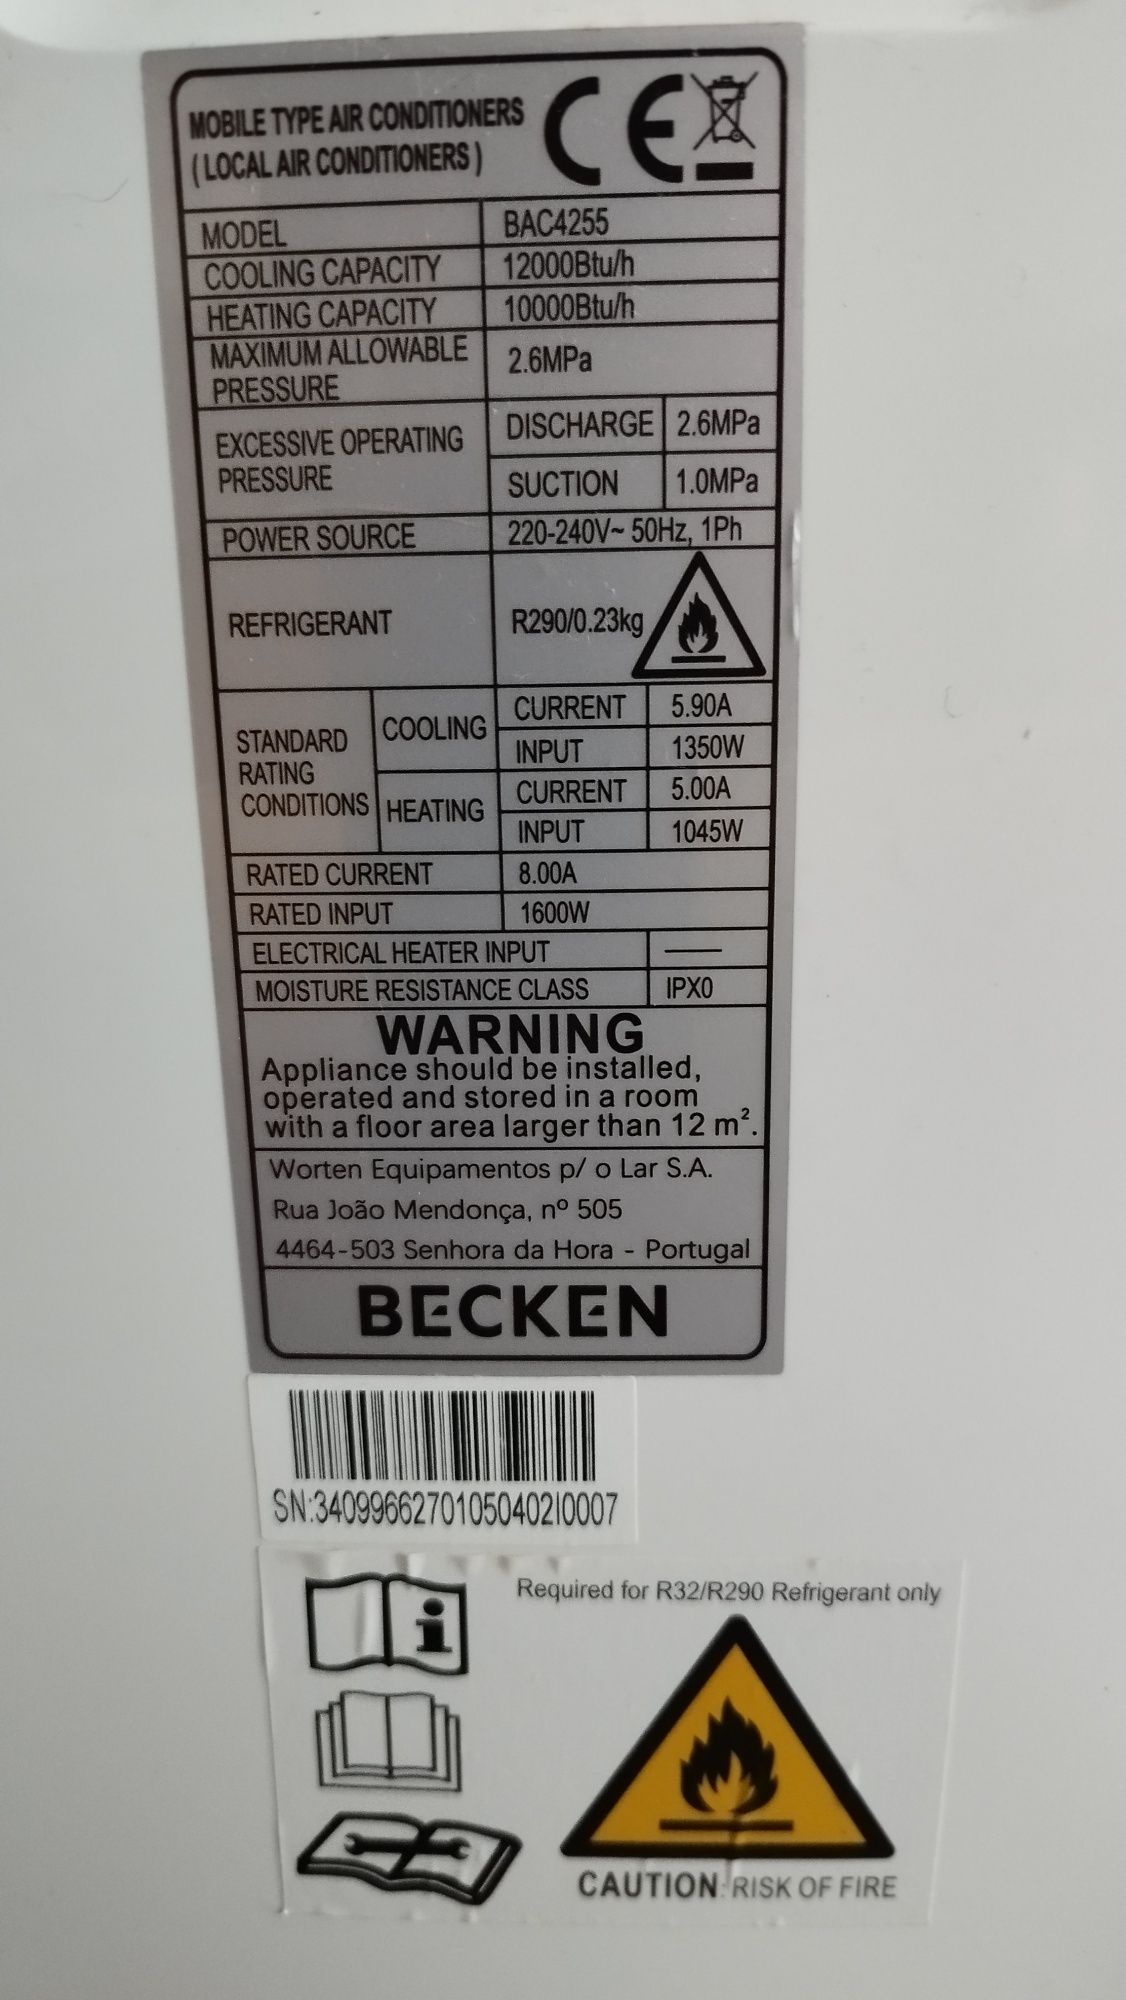 MOBILE TYPE AIR CONDITIONERS
( LOCAL AIR CONDITIONERS )
CE
MODEL BAC4255
COOLING CAPACITY 12000Btu/h
HEATING CAPACITY 10000Btu/h
MAXIMUM ALLOWABLE
PRESSURE 2.6MPa
EXCESSIVE OPERATING
PRESSURE
DISCHARGE 2.6MPa
SUCTION 1.0MPa
POWER SOURCE 220-240V~ 50Hz, 1Ph
REFRIGERANT R290/0.23kg
STANDARD
RATING
CONDITIONS
COOLING
CURRENT 5.90A
INPUT 1350W
HEATING
CURRENT 5.00A
INPUT 1045W
RATED CURRENT 8.00A
RATED INPUT 1600W
ELECTRICAL HEATER INPUT ——
MOISTURE RESISTANCE CLASS IPX0
WARNING
Appliance should be installed,
operated and stored in a room
with a floor area larger than 12 m².
Worten Equipamentos p/ o Lar S.A.
Rua João Mendonça, nº 505
4464-503 Senhora da Hora - Portugal
BECKEN
SN:3409966270105040210007
Required for R32/R290 Refrigerant only
CAUTION: RISK OF FIRE